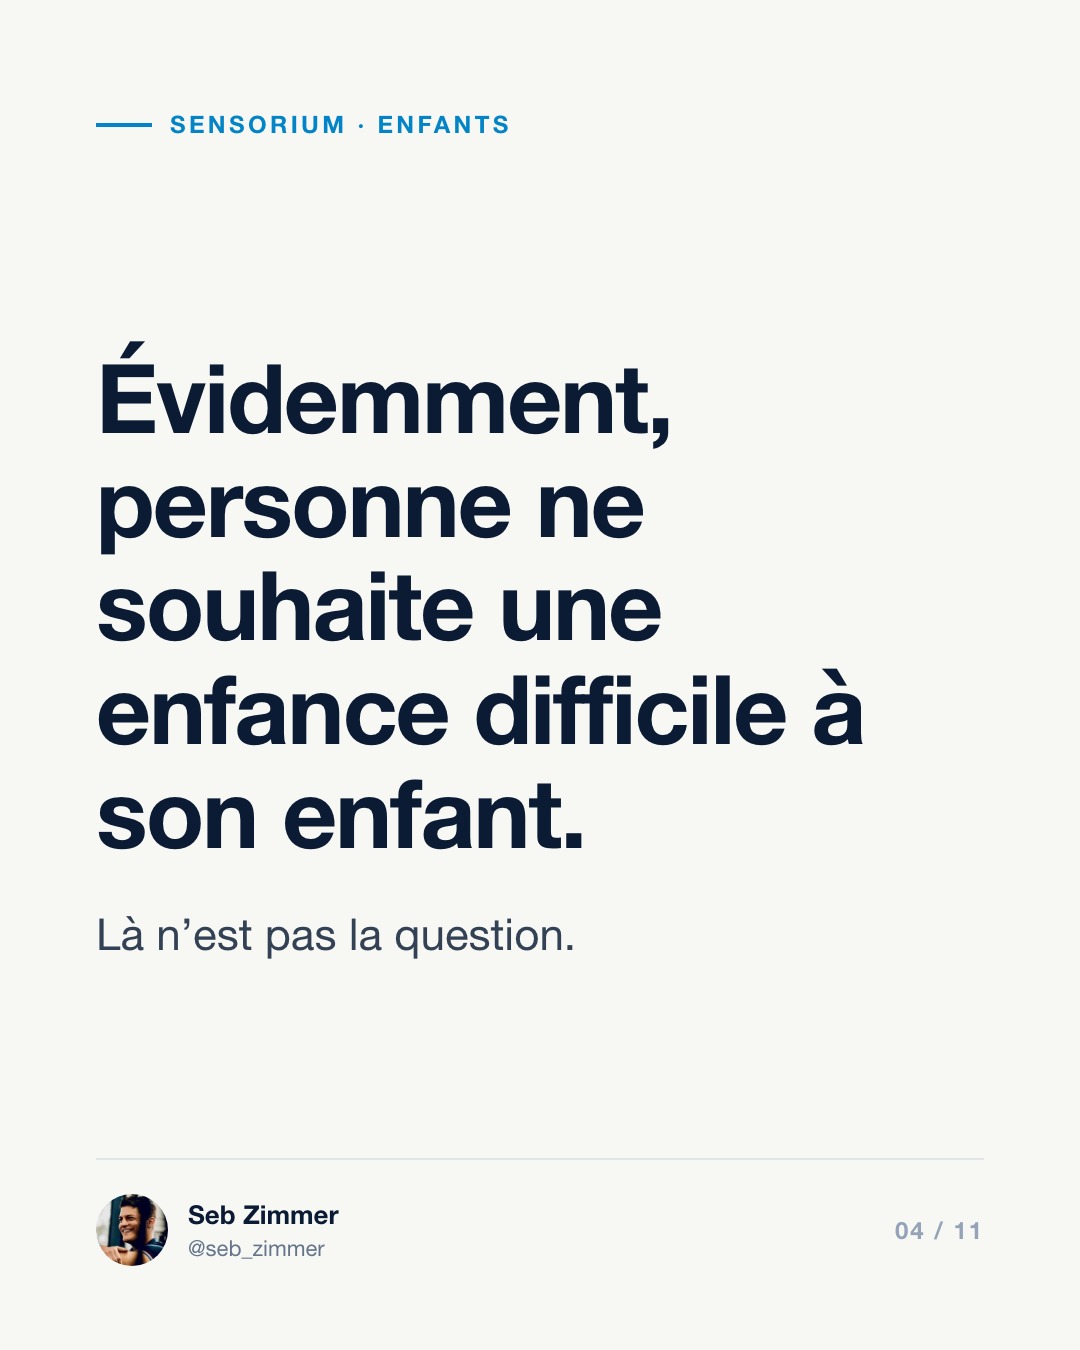 SENSORIUM · ENFANTS
Évidemment,
personne ne
souhaite une
enfance difficile à
son enfant.
Là n’est pas la question.
Seb Zimmer
@seb_zimmer
04 / 11